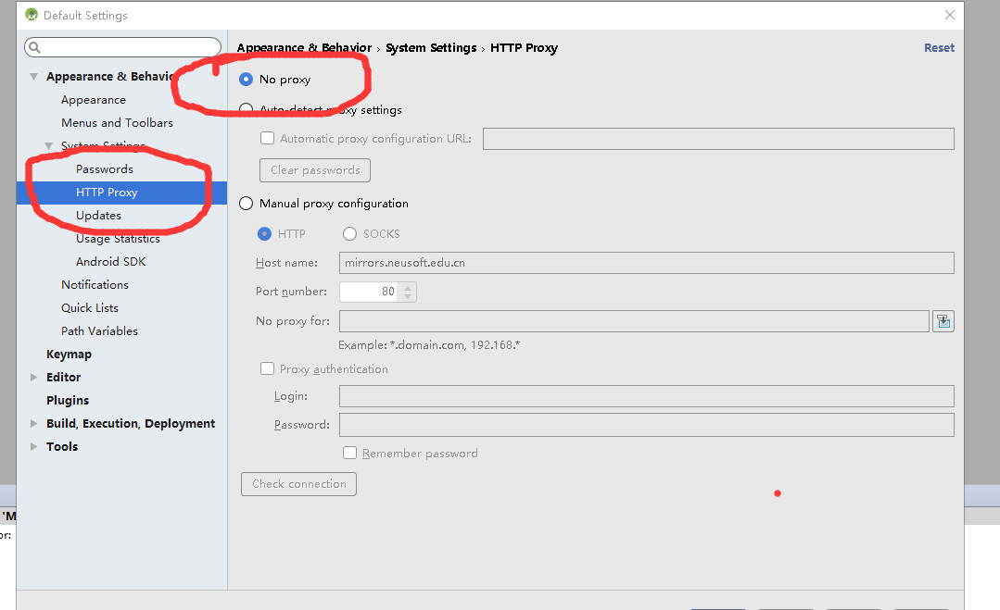 Default Settings
Appearance & Behavior › System Settings › HTTP Proxy
Reset
Appearance & Behavio
Appearance
Menus and Toolbars
System Settings
Passwords
HTTP Proxy
Updates
Usage Statistics
Android SDK
Notifications
Quick Lists
Path Variables
Keymap
Editor
Plugins
Build, Execution, Deployment
Tools
No proxy
Auto-detect proxy settings
Automatic proxy configuration URL:
Clear passwords
Manual proxy configuration
HTTP
SOCKS
Host name:
mirrors.neusoft.edu.cn
Port number:
80
No proxy for:
Example: *.domain.com, 192.168.*
Proxy authentication
Login:
Password:
Remember password
Check connection
'M
or: